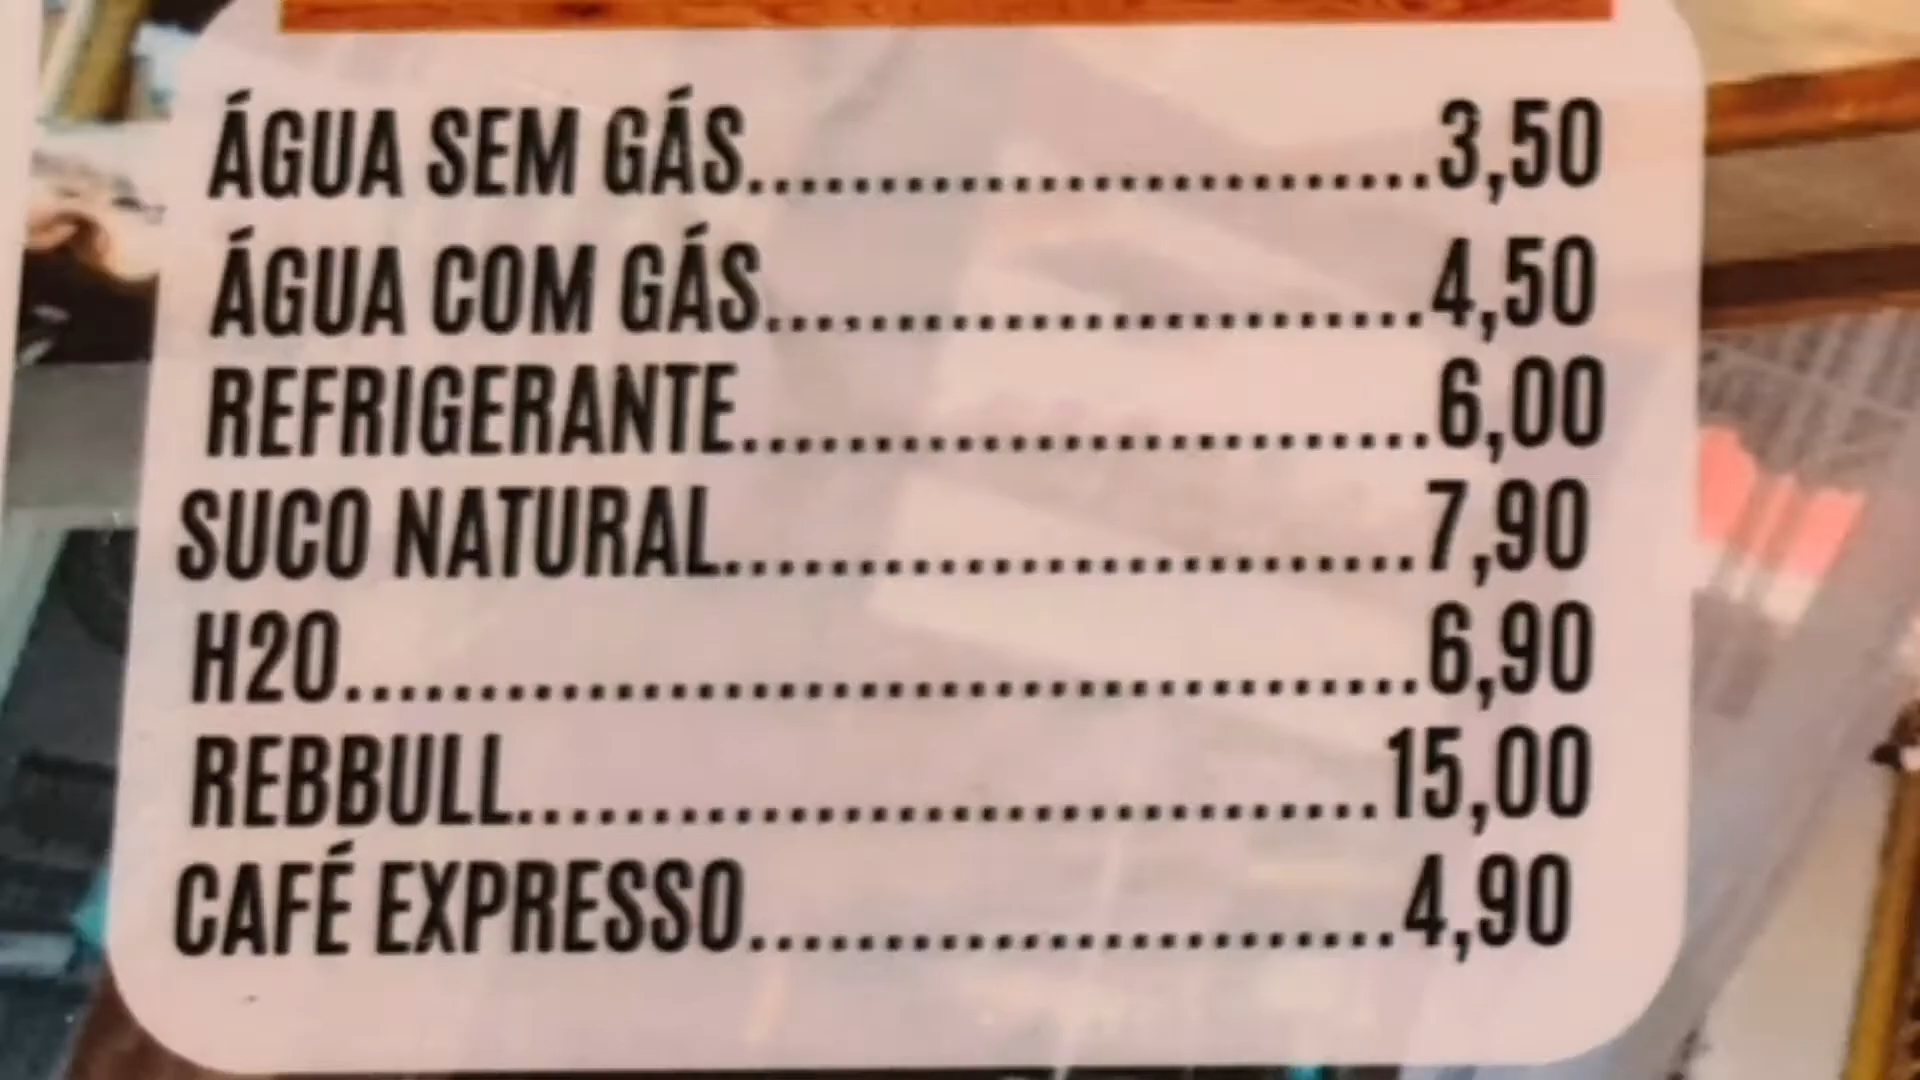 ÁGUA SEM GÁS..........................3,50
ÁGUA COM GÁS.........................4,50
REFRIGERANTE..........................6,00
SUCO NATURAL..........................7,90
H20........................................6,90
REBBULL................................15,00
CAFÉ EXPRESSO........................4,90